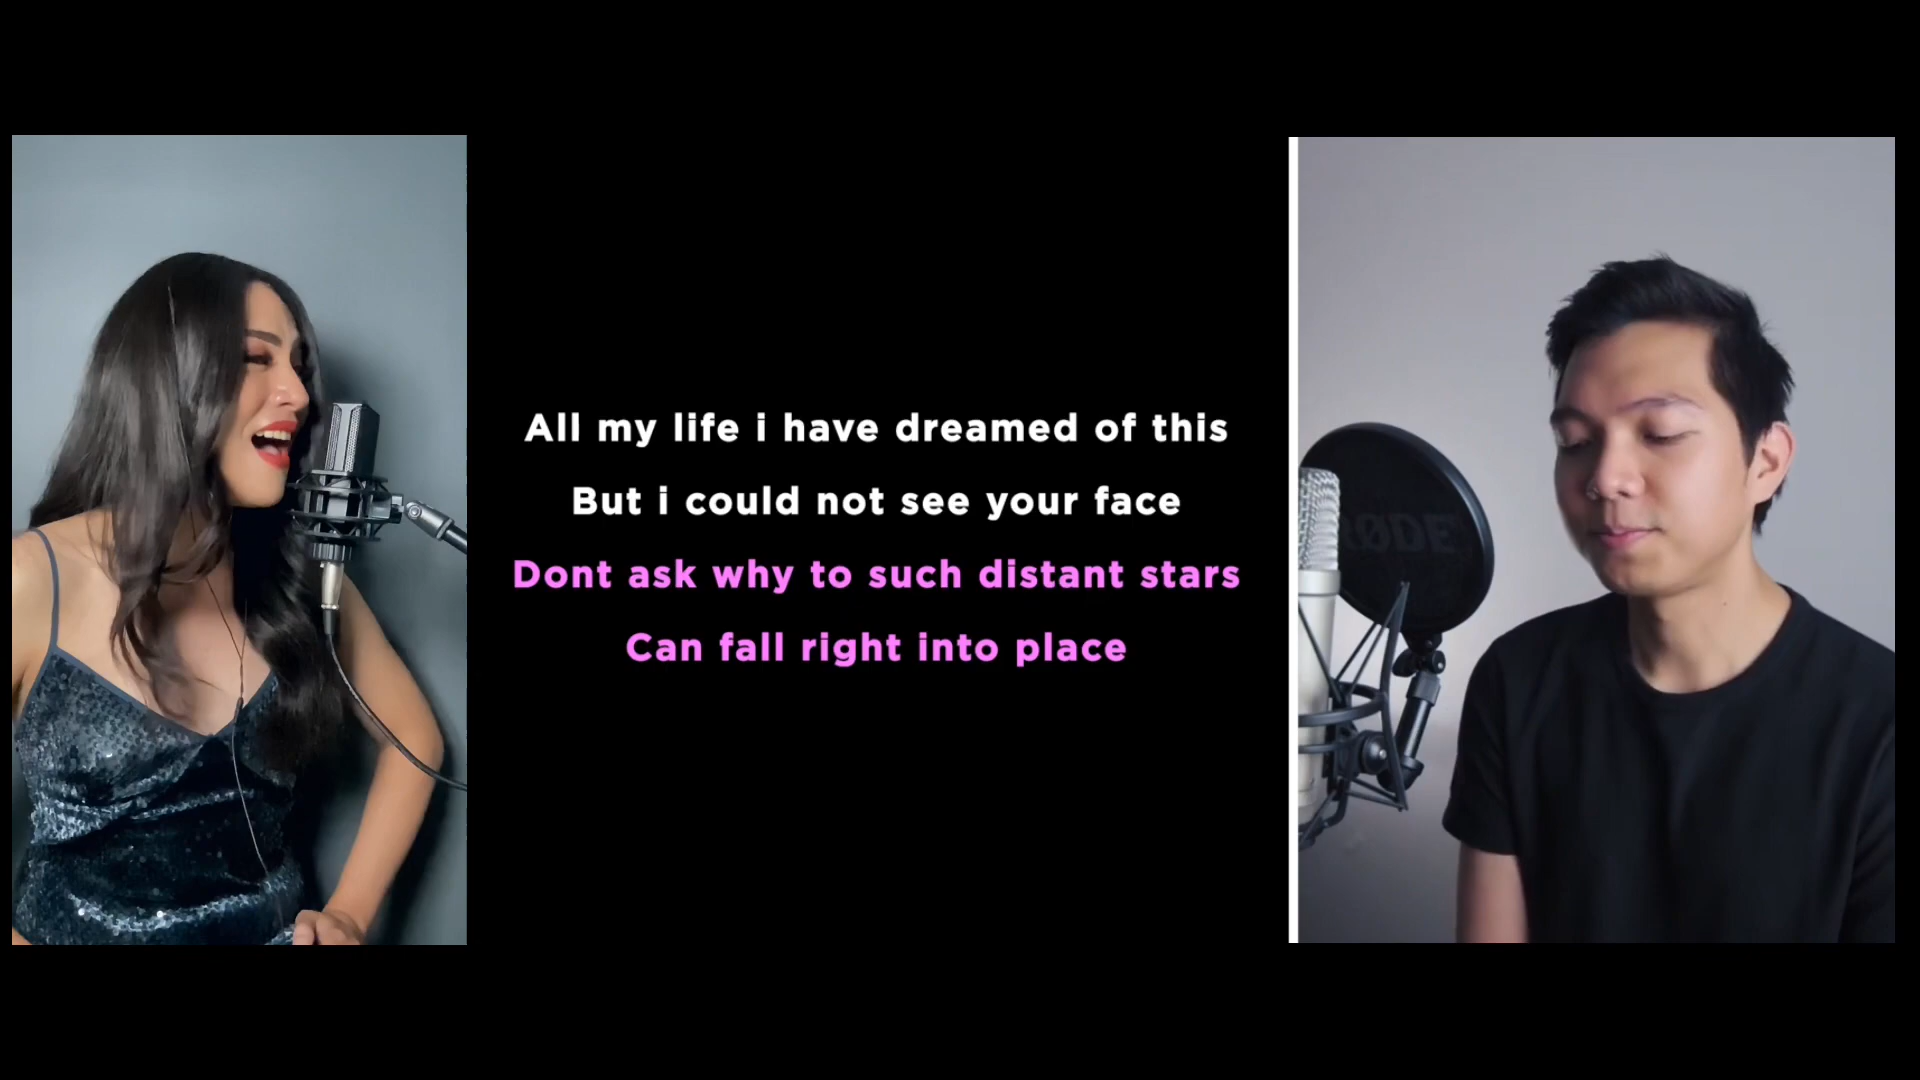 All my life i have dreamed of this
But i could not see your face
Dont ask why to such distant stars
Can fall right into place
RØDE